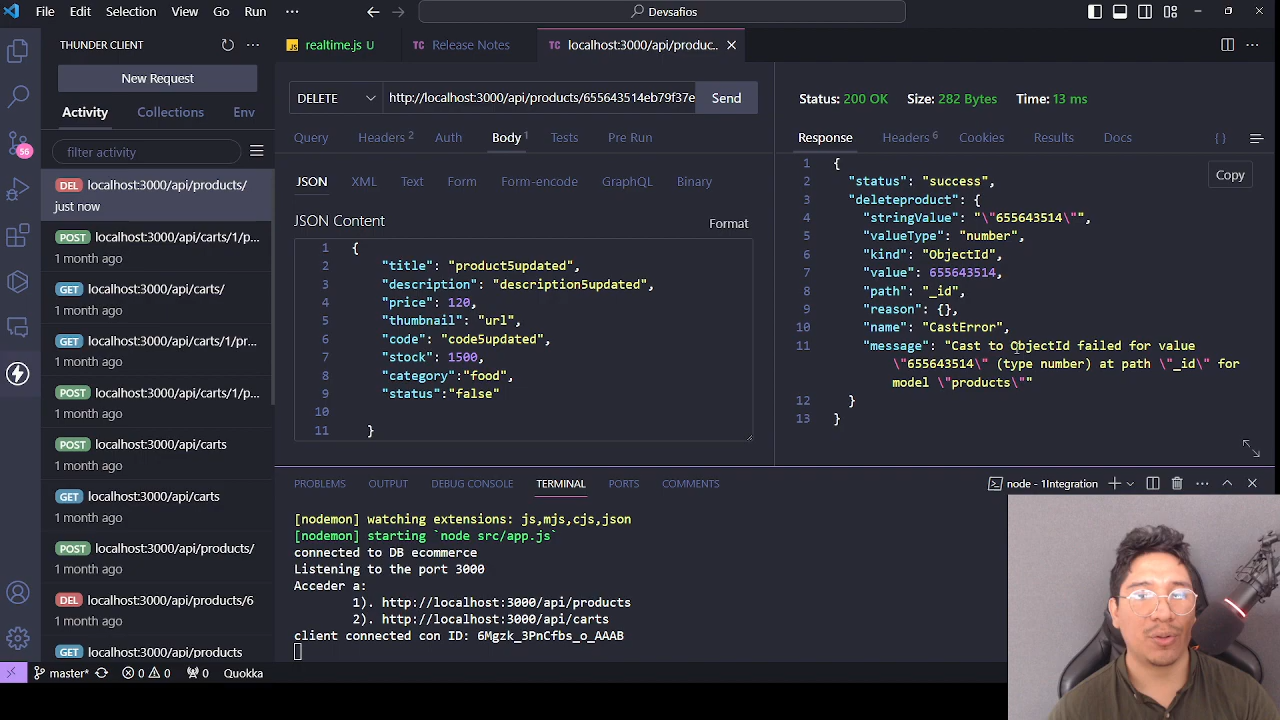 File Edit Selection View Go Run ··· Devsafios
THUNDER CLIENT
New Request
Activity Collections Env
filter activity
DEL localhost:3000/api/products/
just now
POST localhost:3000/api/carts/1/p...
1 month ago
GET localhost:3000/api/carts/
1 month ago
GET localhost:3000/api/carts/1/pr...
1 month ago
POST localhost:3000/api/carts/1/p...
1 month ago
POST localhost:3000/api/carts
1 month ago
GET localhost:3000/api/carts
1 month ago
POST localhost:3000/api/products/
1 month ago
DEL localhost:3000/api/products/6
1 month ago
GET localhost:3000/api/products
1 month ago
56
JS realtime.js U TC Release Notes TC localhost:3000/api/produc..
DELETE http://localhost:3000/api/products/655643514eb79f37e Send
Query Headers 2 Auth Body 1 Tests Pre Run
JSON XML Text Form Form-encode GraphQL Binary
JSON Content
Format
1 {
2 "title": "product5updated",
3 "description": "description5updated",
4 "price": 120,
5 "thumbnail": "url",
6 "code": "code5updated",
7 "stock": 1500,
8 "category":"food",
9 "status":"false"
10
11 }
Status: 200 OK Size: 282 Bytes Time: 13 ms
Response Headers 6 Cookies Results Docs { }
Copy
1 {
2 "status": "success",
3 "deleteproduct": {
4 "stringValue": "\"655643514\"",
5 "valueType": "number",
6 "kind": "ObjectId",
7 "value": 655643514,
8 "path": "_id",
9 "reason": {},
10 "name": "CastError",
11 "message": "Cast to ObjectId failed for value
\"655643514\" (type number) at path \"_id\" for
model \"products\""
12 }
13 }
PROBLEMS OUTPUT DEBUG CONSOLE TERMINAL PORTS COMMENTS node - 1Integration
[nodemon] watching extensions: js,mjs,cjs,json
[nodemon] starting `node src/app.js`
connected to DB ecommerce
Listening to the port 3000
Acceder a:
1). http://localhost:3000/api/products
2). http://localhost:3000/api/carts
client connected con ID: 6Mgzk_3PnCfbs_o_AAAB
master* 0 0 0 Quokka